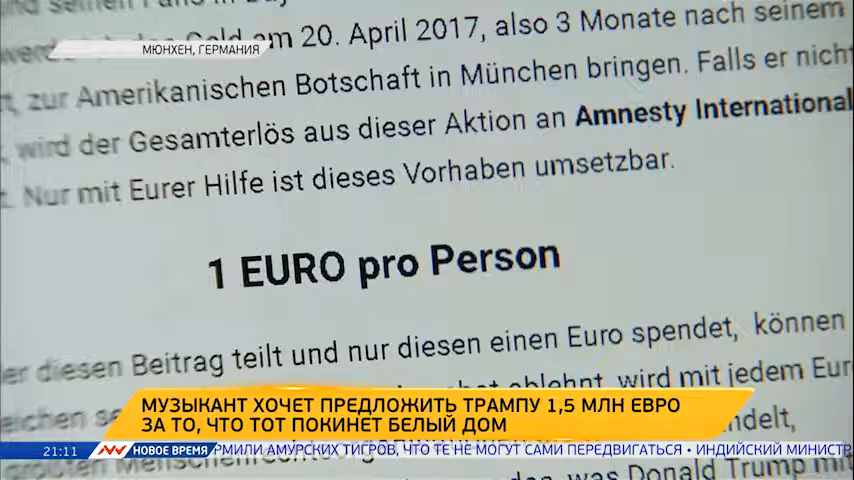 МЮНХЕН, ГЕРМАНИЯ
am 20. April 2017, also 3 Monate nach seinem
zur Amerikanischen Botschaft in München bringen. Falls er nicht
wird der Gesamterlös aus dieser Aktion an Amnesty International
Nur mit Eurer Hilfe ist dieses Vorhaben umsetzbar.
1 EURO pro Person
diesen Beitrag teilt und nur diesen einen Euro spendet, können
ablehnt, wird mit jedem Euro
МУЗЫКАНТ ХОЧЕТ ПРЕДЛОЖИТЬ ТРАМПУ 1,5 МЛН ЕВРО
ЗА ТО, ЧТО ТОТ ПОКИНЕТ БЕЛЫЙ ДОМ
21:11 НОВОЕ ВРЕМЯ РМИЛИ АМУРСКИХ ТИГРОВ, ЧТО ТЕ НЕ МОГУТ САМИ ПЕРЕДВИГАТЬСЯ • ИНДИЙСКИЙ МИНИСТР
was Donald Trump mit